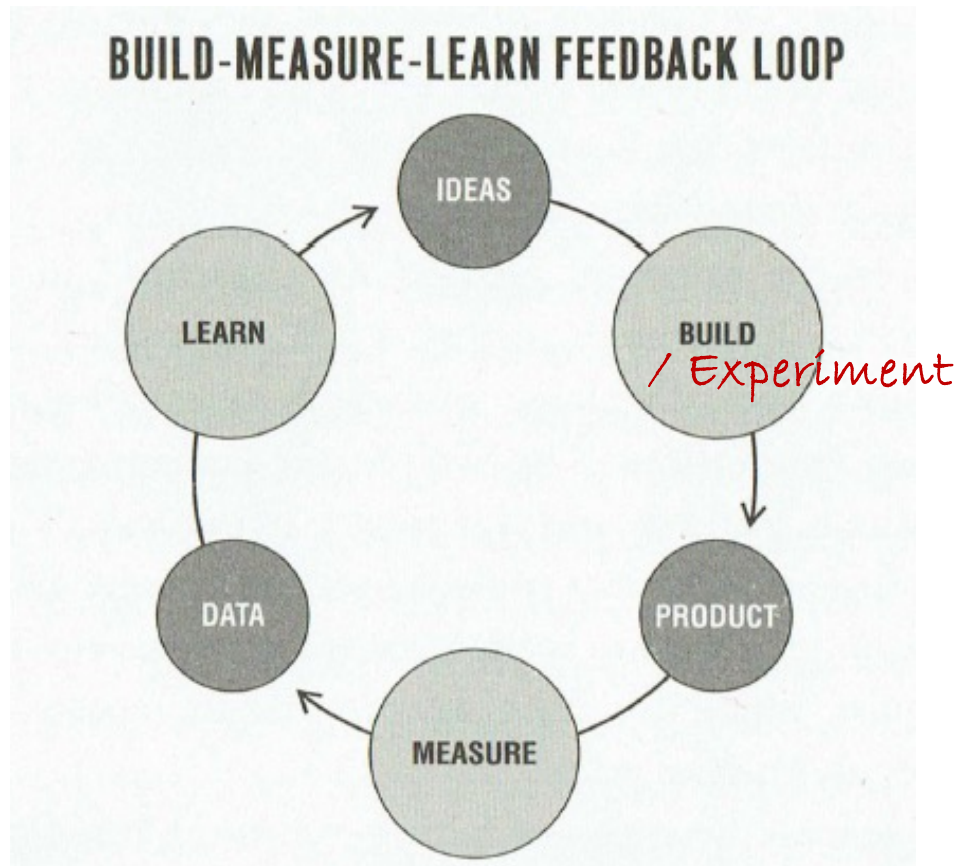 BUILD-MEASURE-LEARN FEEDBACK LOOP
IDEAS
LEARN
BUILD
/ Experiment
DATA
PRODUCT
MEASURE